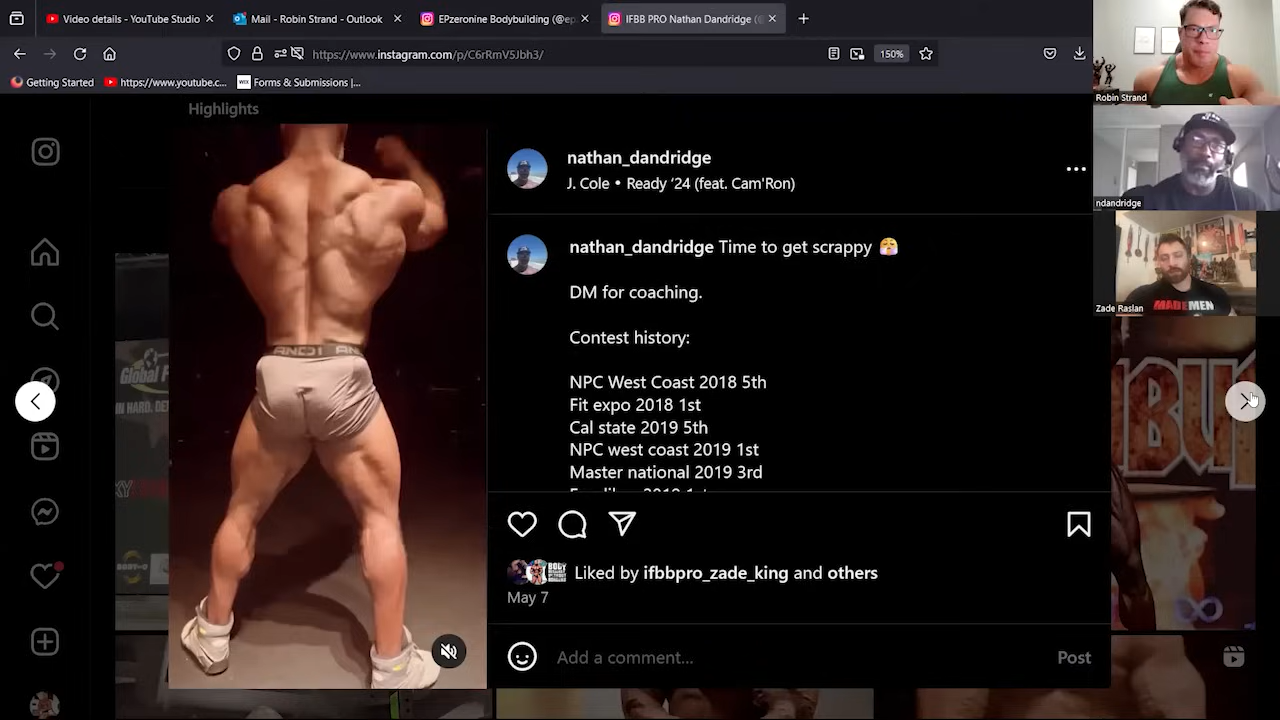 Video details - YouTube Studio
Mail - Robin Strand - Outlook
EPzeronine Bodybuilding (@ep
IFBB PRO Nathan Dandridge (@
https://www.instagram.com/p/C6rRmV5Jbh3/
150%
Getting Started
https://www.youtube.c...
WIX Forms & Submissions |...
Robin Strand
ndandridge
Zade Raslan
MADE MEN
Highlights
nathan_dandridge
J. Cole • Ready '24 (feat. Cam'Ron)
nathan_dandridge Time to get scrappy 😤
DM for coaching.
Contest history:
NPC West Coast 2018 5th
Fit expo 2018 1st
Cal state 2019 5th
NPC west coast 2019 1st
Master national 2019 3rd
AND1
Liked by ifbbpro_zade_king and others
May 7
Add a comment...
Post